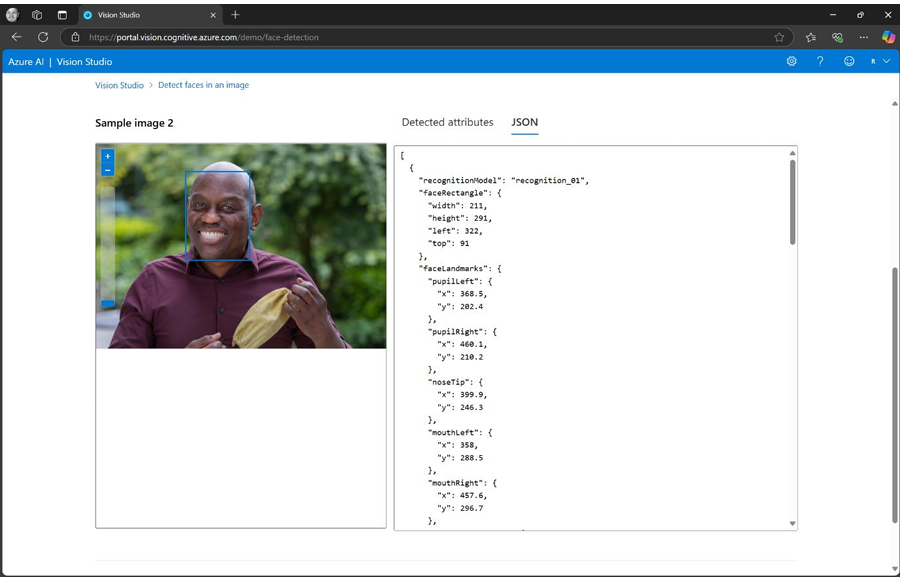 Vision Studio
https://portal.vision.cognitive.azure.com/demo/face-detection
Azure AI | Vision Studio
? R
Vision Studio > Detect faces in an image
Sample image 2
+
−
Detected attributes JSON
[
{
"recognitionModel": "recognition_01",
"faceRectangle": {
"width": 211,
"height": 291,
"left": 322,
"top": 91
},
"faceLandmarks": {
"pupilLeft": {
"x": 368.5,
"y": 202.4
},
"pupilRight": {
"x": 460.1,
"y": 210.2
},
"noseTip": {
"x": 399.9,
"y": 246.3
},
"mouthLeft": {
"x": 358,
"y": 288.5
},
"mouthRight": {
"x": 457.6,
"y": 296.7
},